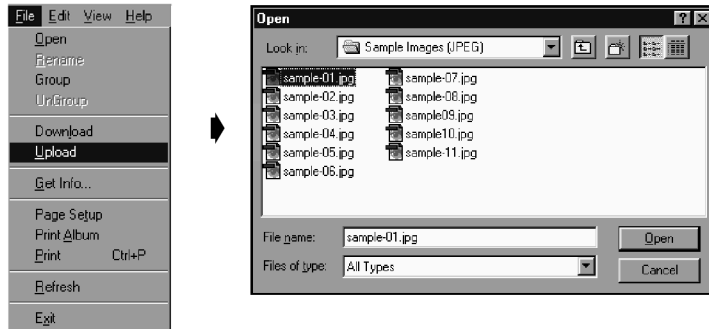 File Edit View Help
Open
Rename
Group
UnGroup
Download
Upload
Get Info...
Page Setup
Print Album
Print Ctrl+P
Refresh
Exit
Open
Look in: Sample Images (JPEG)
sample-01.jpg sample-07.jpg
sample-02.jpg sample-08.jpg
sample-03.jpg sample09.jpg
sample-04.jpg sample10.jpg
sample-05.jpg sample-11.jpg
sample-06.jpg
File name: sample-01.jpg Open
Files of type: All Types Cancel